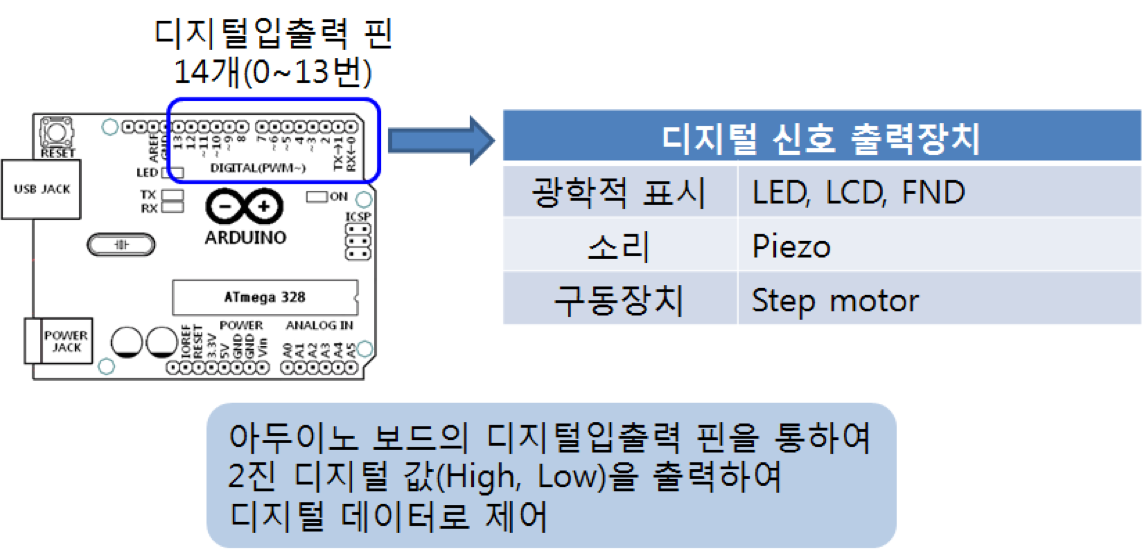 디지털입출력 핀
14개(0~13번)
RESET
AREF
GND
13
12
~11
~10
~9
8
7
~6
~5
4
~3
2
TX→1
RX←0
DIGITAL(PWM~)
USB JACK
LED
TX
RX
ON
ICSP
ARDUINO
ATmega 328
POWER JACK
POWER
ANALOG IN
IOREF
RESET
3.3V
5V
GND
GND
Vin
A0
A1
A2
A3
A4
A5
디지털 신호 출력장치
광학적 표시 LED, LCD, FND
소리 Piezo
구동장치 Step motor
아두이노 보드의 디지털입출력 핀을 통하여
2진 디지털 값(High, Low)을 출력하여
디지털 데이터로 제어